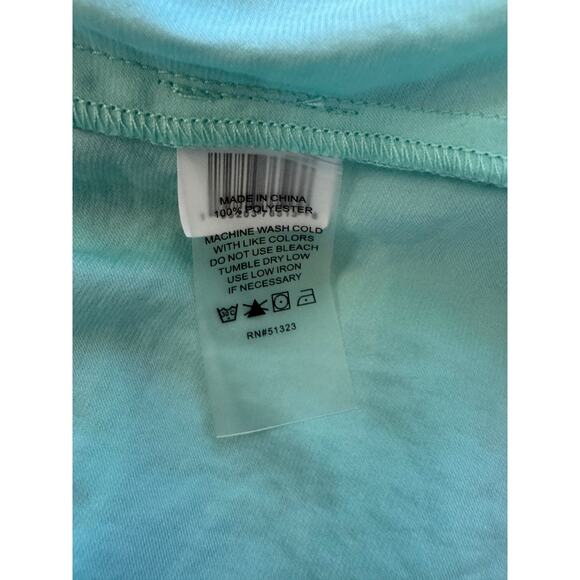 MADE IN CHINA
100% POLYESTER
MACHINE WASH COLD
WITH LIKE COLORS
DO NOT USE BLEACH
TUMBLE DRY LOW
USE LOW IRON
IF NECESSARY
30C
RN#51323